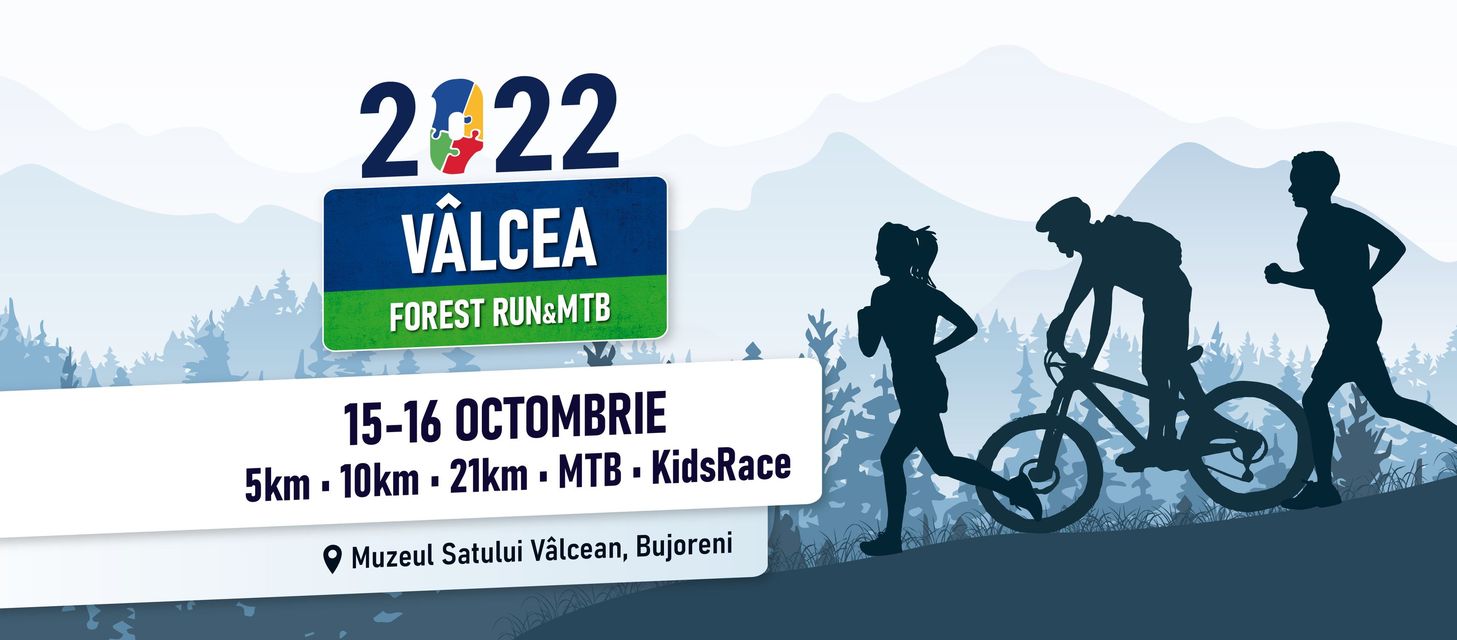 2022
VÂLCEA
FOREST RUN&MTB
15-16 OCTOMBRIE
5km · 10km · 21km · MTB · KidsRace
Muzeul Satului Vâlcean, Bujoreni